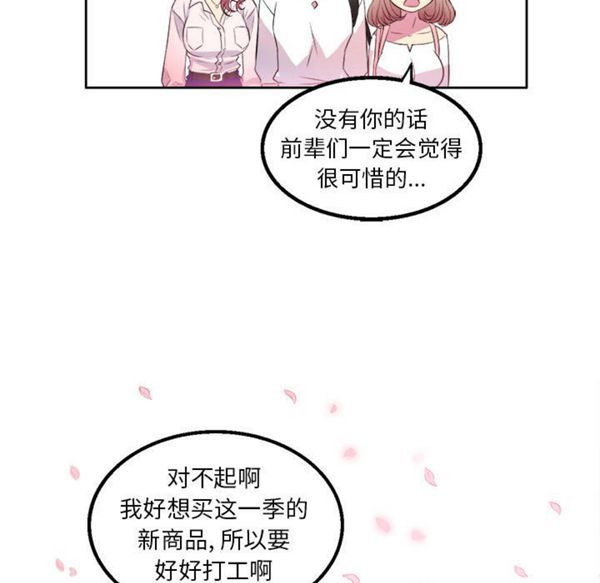 没有你的话
前辈们一定会觉得
很可惜的...
对不起啊
我好想买这一季的
新商品, 所以要
好好打工啊